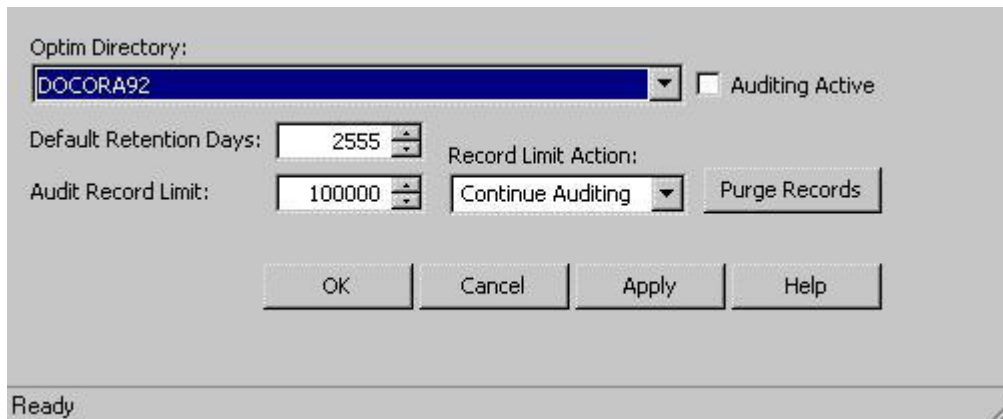 Optim Directory:
DOCORA92
Auditing Active
Default Retention Days: 2555
Record Limit Action:
Audit Record Limit: 100000 Continue Auditing Purge Records
OK Cancel Apply Help
Ready